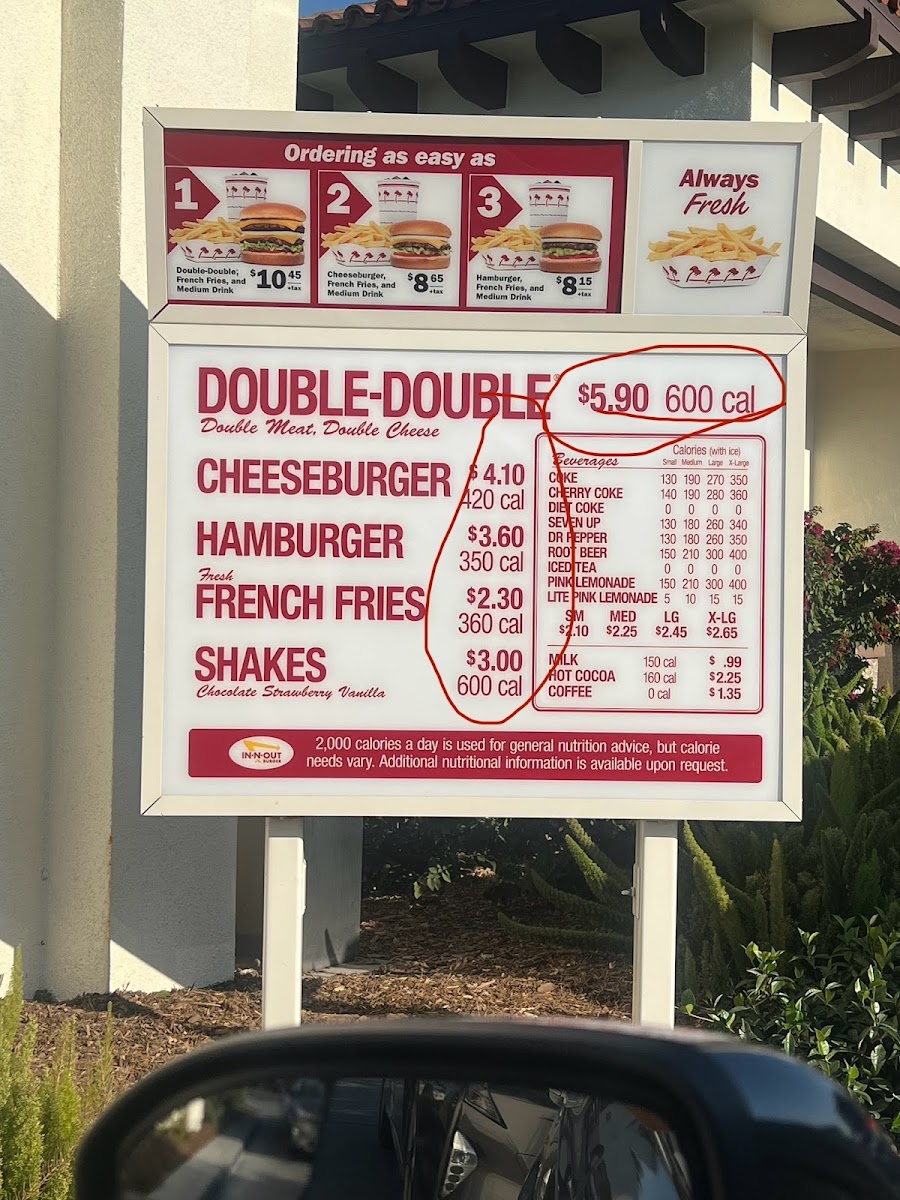 Ordering as easy as
1
Double-Double,
French Fries, and
Medium Drink
$10 45
+tax
2
Cheeseburger,
French Fries, and
Medium Drink
$8 65
+tax
3
Hamburger,
French Fries, and
Medium Drink
$8 15
+tax
Always
Fresh
DOUBLE-DOUBLE® $5.90 600 cal
Double Meat, Double Cheese
CHEESEBURGER $4.10
420 cal
HAMBURGER $3.60
350 cal
Fresh
FRENCH FRIES $2.30
360 cal
SHAKES $3.00
Chocolate Strawberry Vanilla 600 cal
Calories (with ice)
Beverages Small Medium Large X-Large
COKE 130 190 270 350
CHERRY COKE 140 190 280 360
DIET COKE 0 0 0 0
SEVEN UP 130 180 260 340
DR PEPPER 130 180 260 350
ROOT BEER 150 210 300 400
ICED TEA 0 0 0 0
PINK LEMONADE 150 210 300 400
LITE PINK LEMONADE 5 10 15 15
SM MED LG X-LG
$2.10 $2.25 $2.45 $2.65
MILK 150 cal $ .99
HOT COCOA 160 cal $2.25
COFFEE 0 cal $1.35
IN-N-OUT
BURGER
2,000 calories a day is used for general nutrition advice, but calorie
needs vary. Additional nutritional information is available upon request.